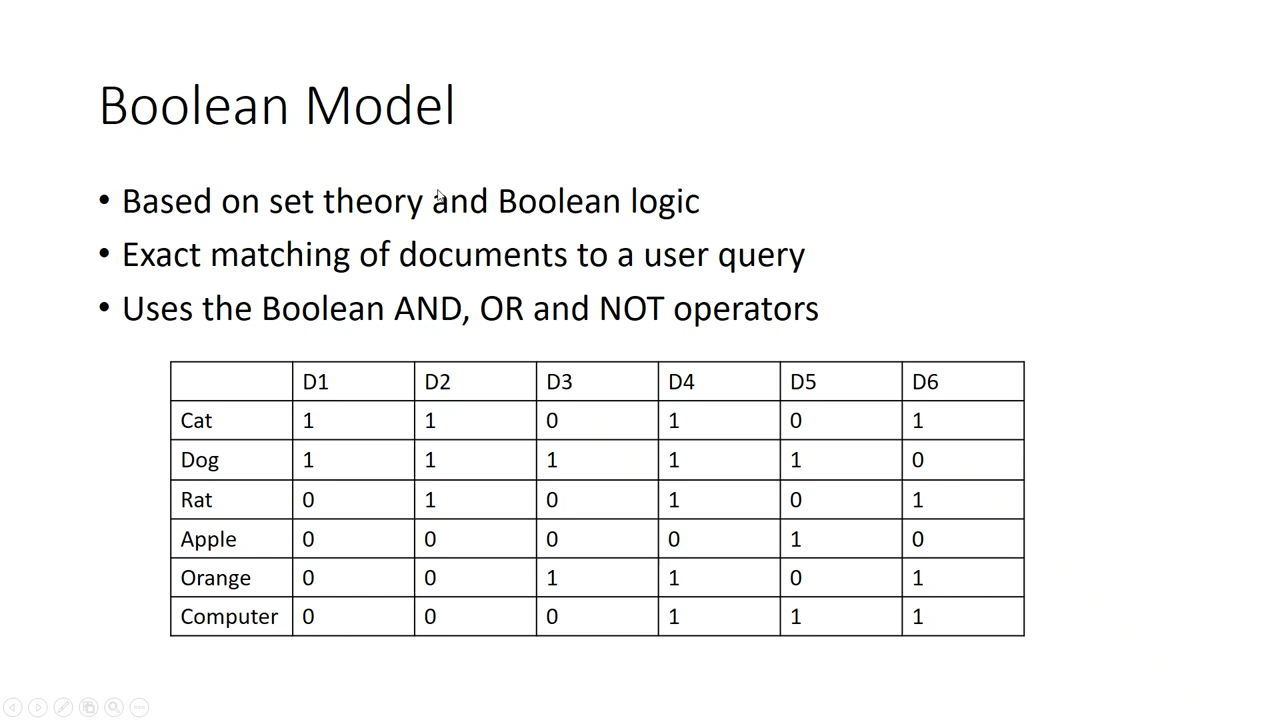 Boolean Model
• Based on set theory and Boolean logic
• Exact matching of documents to a user query
• Uses the Boolean AND, OR and NOT operators
D1 D2 D3 D4 D5 D6
Cat 1 1 0 1 0 1
Dog 1 1 1 1 1 0
Rat 0 1 0 1 0 1
Apple 0 0 0 0 1 0
Orange 0 0 1 1 0 1
Computer 0 0 0 1 1 1